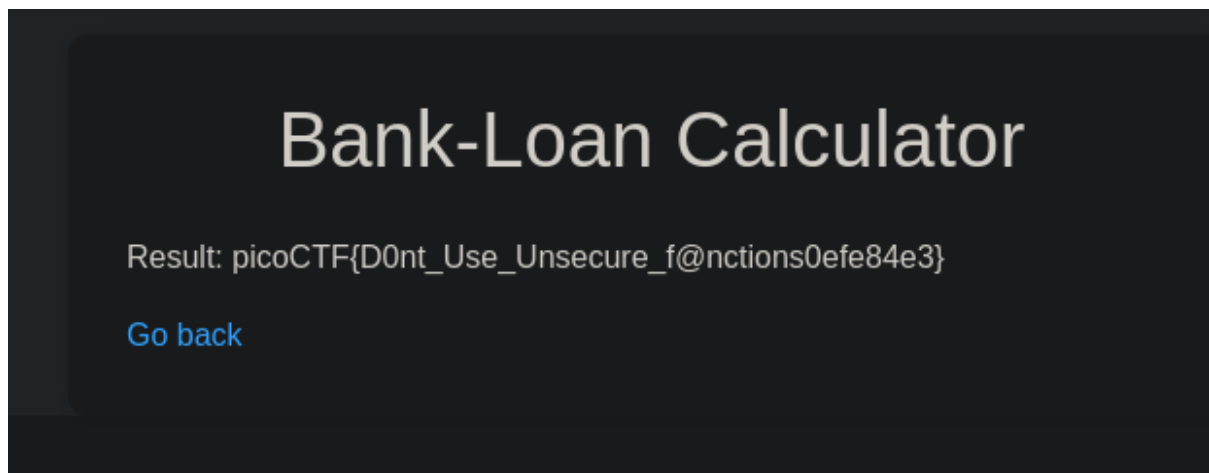 Bank-Loan Calculator
Result: picoCTF{D0nt_Use_Unsecure_f@nctions0efe84e3}
Go back